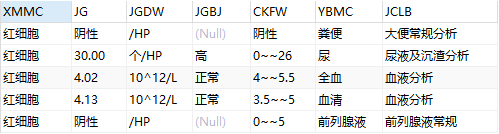 XMMC JG JGDW JGBJ CKFW YBMC JCLB
红细胞 阴性 /HP (Null) 阴性 粪便 大便常规分析
红细胞 30.00 个/HP 高 0~~26 尿 尿液及沉渣分析
红细胞 4.02 10^12/L 正常 4~~5.5 全血 血液分析
红细胞 4.13 10^12/L 正常 3.5~~5 血清 血液分析
红细胞 阴性 /HP (Null) 0~~5 前列腺液 前列腺液常规